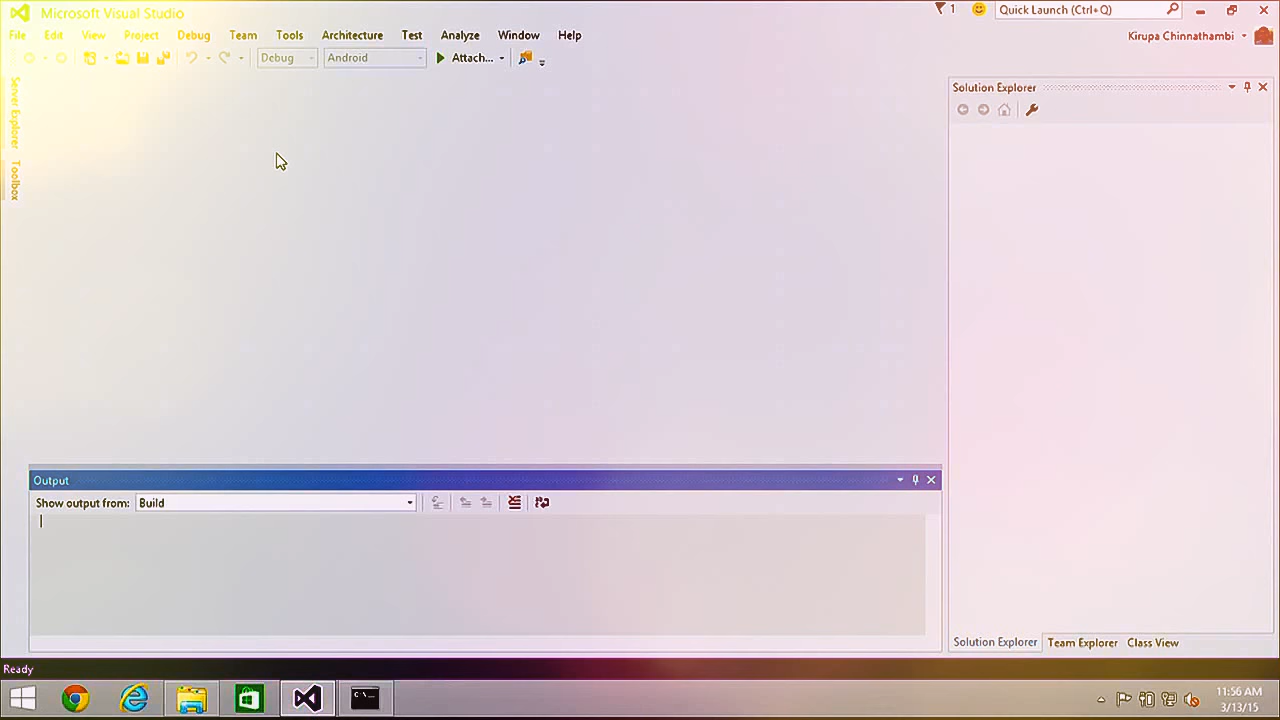 Microsoft Visual Studio
1
Quick Launch (Ctrl+Q)
File Edit View Project Debug Team Tools Architecture Test Analyze Window Help
Kirupa Chinnathambi
Debug
Android
Attach...
Server Explorer
Toolbox
Solution Explorer
Output
Show output from: Build
Solution Explorer Team Explorer Class View
Ready
C:\_
11:56 AM
3/13/15